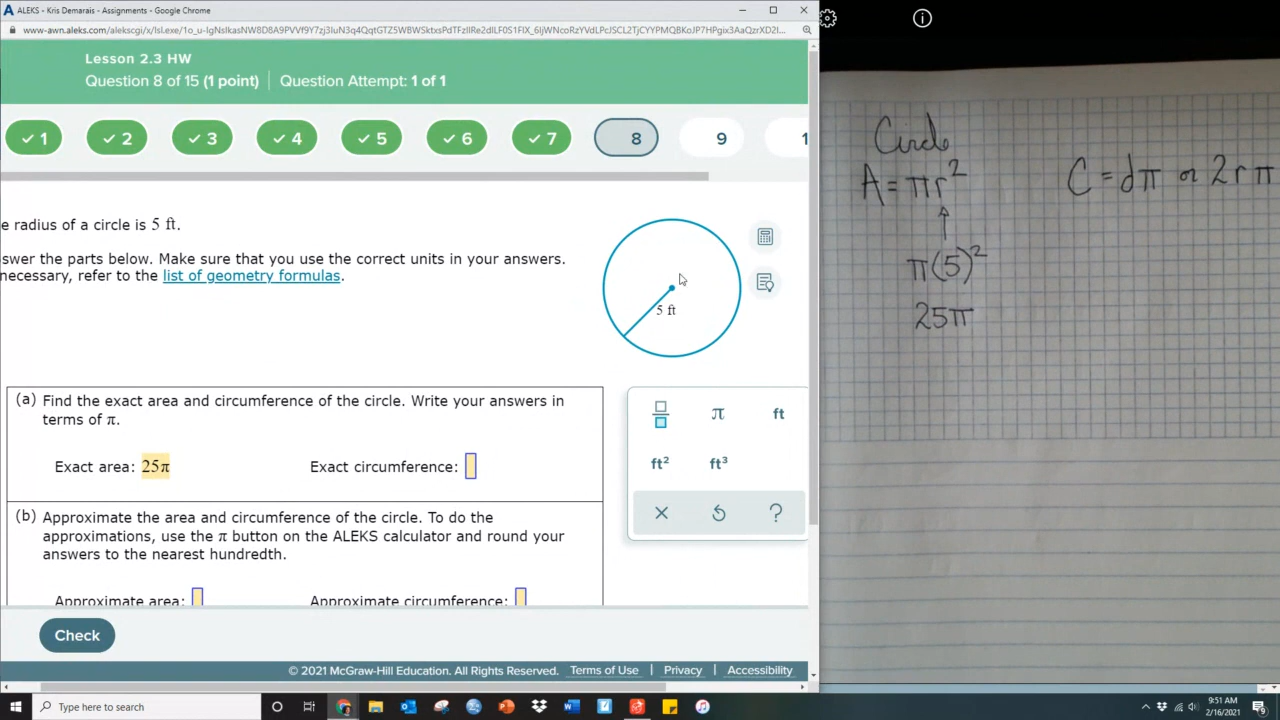 ALEKS - Kris Demarais - Assignments - Google Chrome
Lesson 2.3 HW
Question 8 of 15 (1 point) Question Attempt: 1 of 1
1 2 3 4 5 6 7 8 9 1
e radius of a circle is 5 ft.
swer the parts below. Make sure that you use the correct units in your answers.
necessary, refer to the list of geometry formulas.
5 ft
(a) Find the exact area and circumference of the circle. Write your answers in
terms of π.
Exact area: 25π Exact circumference:
π ft
ft² ft³
?
(b) Approximate the area and circumference of the circle. To do the
approximations, use the π button on the ALEKS calculator and round your
answers to the nearest hundredth.
Approximate area: Approximate circumference:
Check
© 2021 McGraw-Hill Education. All Rights Reserved. Terms of Use | Privacy | Accessibility
Type here to search
9:51 AM
2/16/2021
Circle
A = πr²
C = dπ or 2rπ
π(5)²
25π